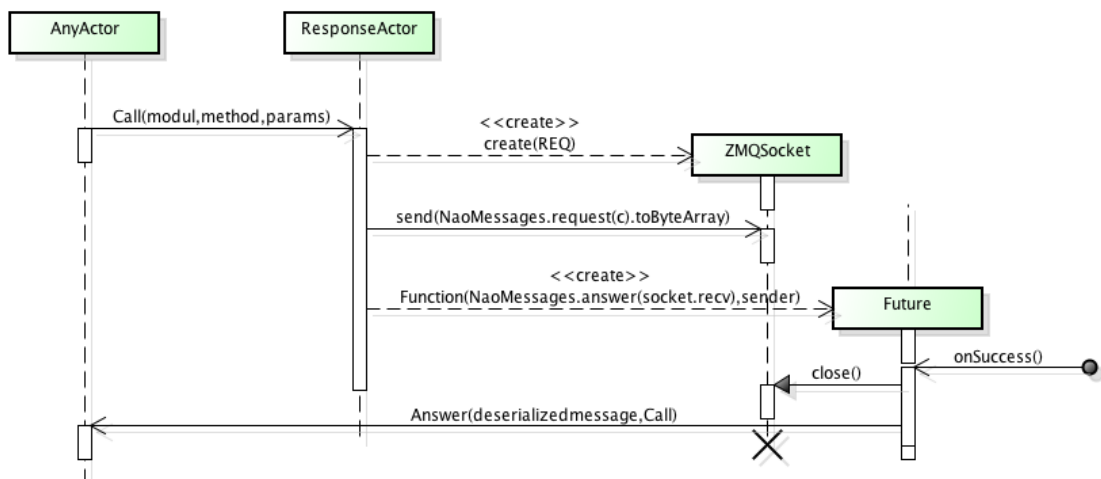 AnyActor
ResponseActor
Call(modul,method,params)
<<create>>
create(REQ)
ZMQSocket
send(NaoMessages.request(c).toByteArray)
<<create>>
Function(NaoMessages.answer(socket.recv),sender)
Future
onSuccess()
close()
Answer(deserializedmessage,Call)